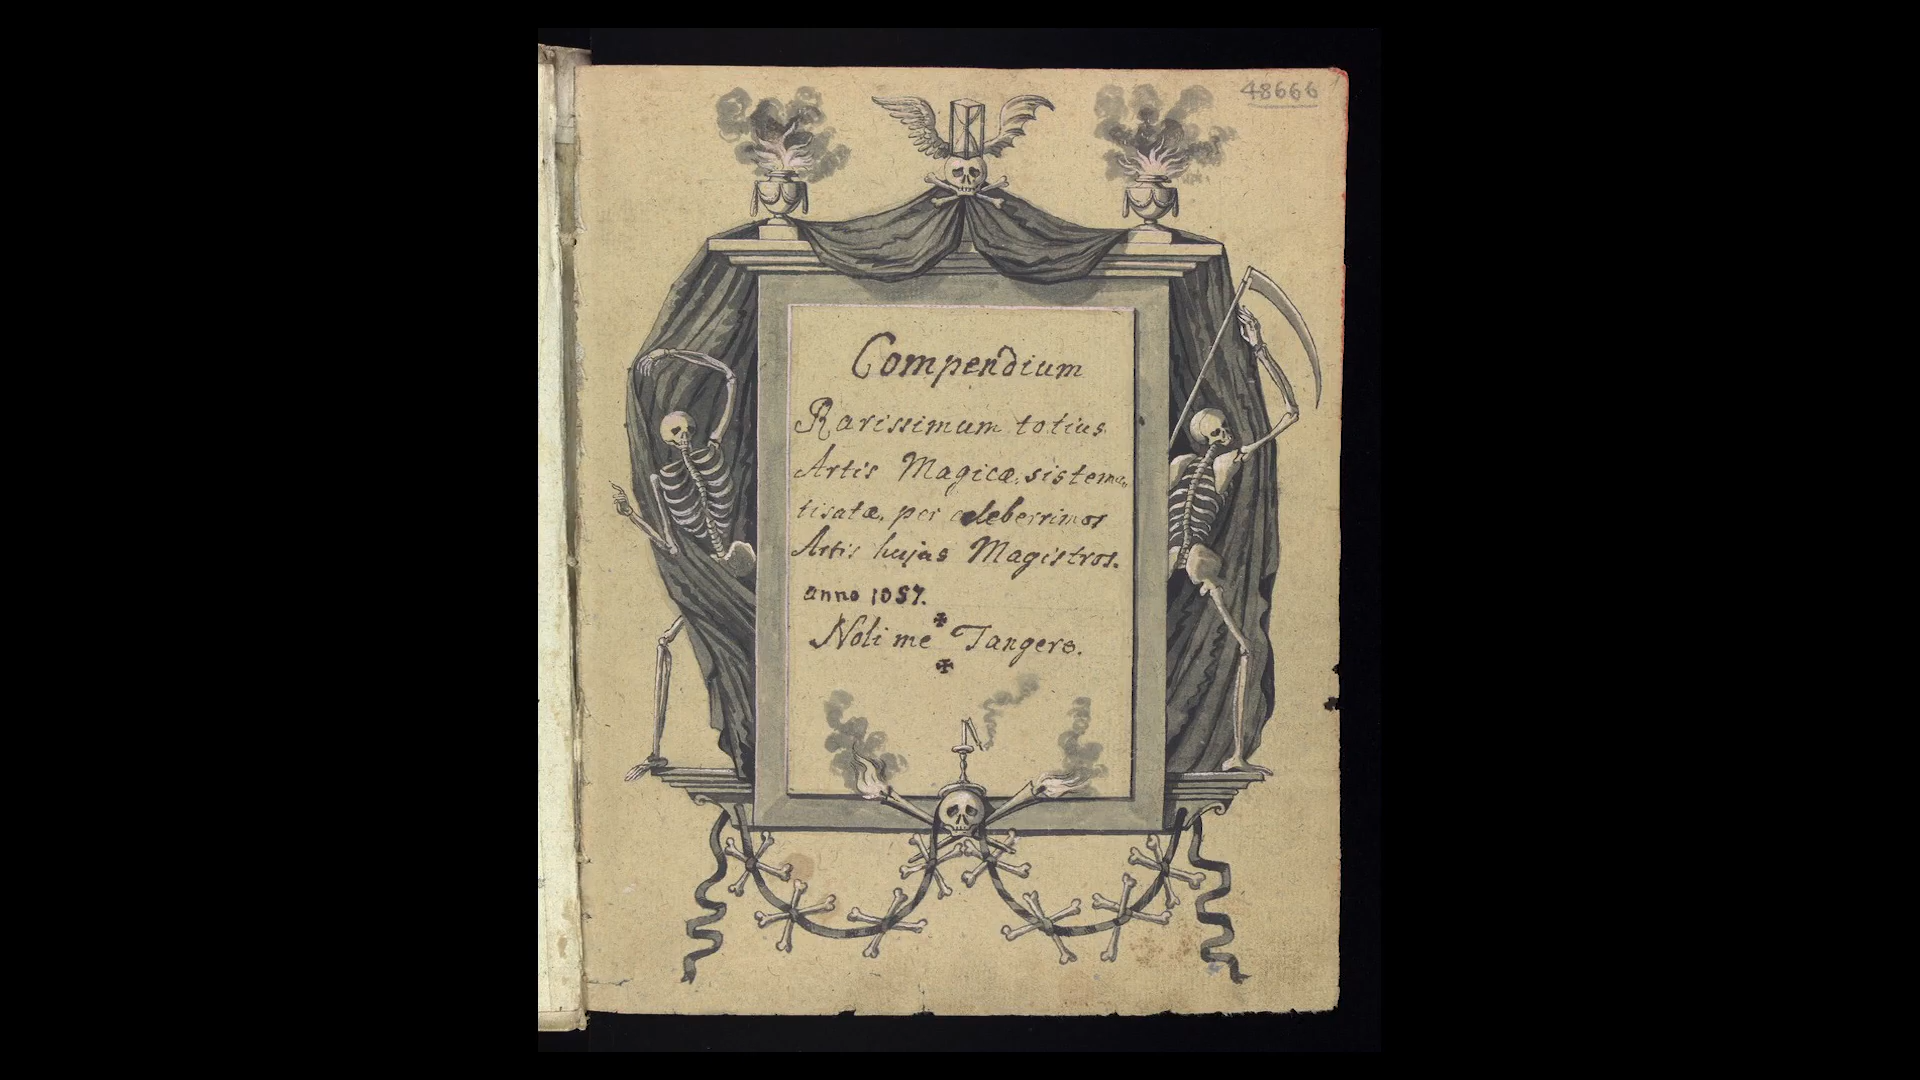 48666
Compendium
Rarissimum totius
Artis Magicæ, sistema
tisatæ, per celeberrimos
Artis hujus Magistros.
anno 1057.
Noli me Tangere.